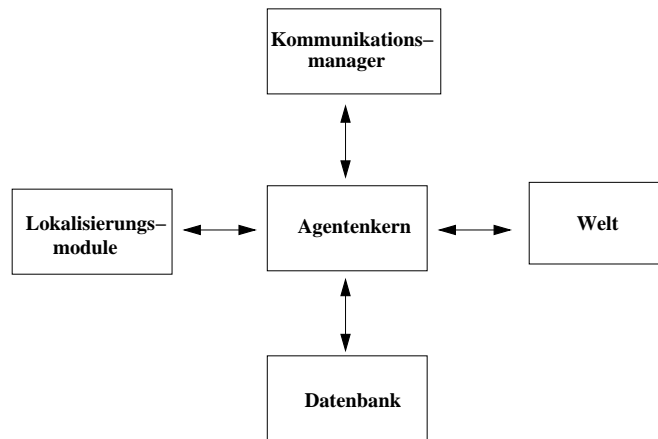 Kommunikations–
manager
Lokalisierungs–
module
Agentenkern
Welt
Datenbank